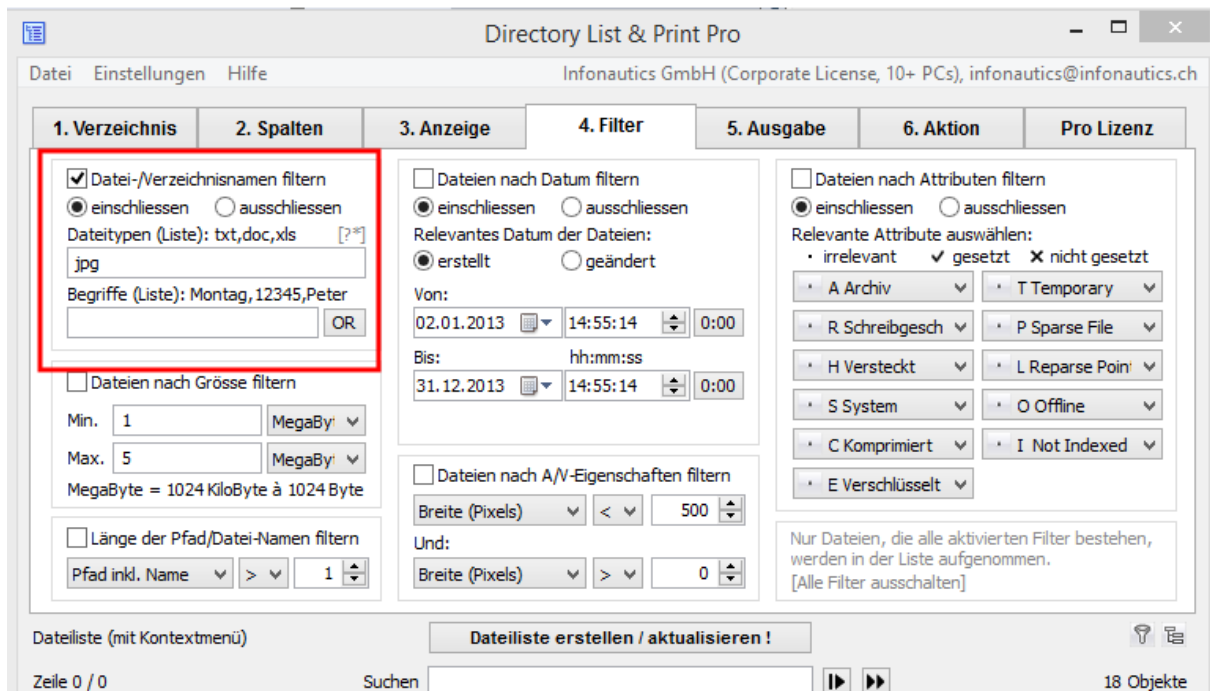 Directory List & Print Pro
Datei Einstellungen Hilfe Infonautics GmbH (Corporate License, 10+ PCs), infonautics@infonautics.ch
1. Verzeichnis 2. Spalten 3. Anzeige 4. Filter 5. Ausgabe 6. Aktion Pro Lizenz
Datei-/Verzeichnisnamen filtern
einschliessen ausschliessen
Dateitypen (Liste): txt,doc,xls [?*]
jpg
Begriffe (Liste): Montag,12345,Peter
OR
Dateien nach Grösse filtern
Min. 1 MegaBy
Max. 5 MegaBy
MegaByte = 1024 KiloByte à 1024 Byte
Länge der Pfad/Datei-Namen filtern
Pfad inkl. Name > 1
Dateien nach Datum filtern
einschliessen ausschliessen
Relevantes Datum der Dateien:
erstellt geändert
Von:
02.01.2013 14:55:14 0:00
Bis: hh:mm:ss
31.12.2013 14:55:14 0:00
Dateien nach A/V-Eigenschaften filtern
Breite (Pixels) < 500
Und:
Breite (Pixels) > 0
Dateien nach Attributen filtern
einschliessen ausschliessen
Relevante Attribute auswählen:
· irrelevant ✔ gesetzt ✖ nicht gesetzt
· A Archiv · T Temporary
· R Schreibgesch · P Sparse File
· H Versteckt · L Reparse Poin
· S System · O Offline
· C Komprimiert · I Not Indexed
· E Verschlüsselt
Nur Dateien, die alle aktivierten Filter bestehen,
werden in der Liste aufgenommen.
[Alle Filter ausschalten]
Dateiliste (mit Kontextmenü) Dateiliste erstellen / aktualisieren !
Zeile 0 / 0 Suchen 18 Objekte